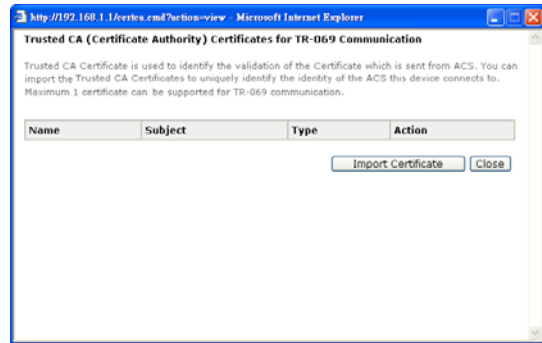 http://192.168.1.1/certca.cmd?action=view - Microsoft Internet Explorer
Trusted CA (Certificate Authority) Certificates for TR-069 Communication
Trusted CA Certificate is used to identify the validation of the Certificate which is sent from ACS. You can
import the Trusted CA Certificates to uniquely identify the identity of the ACS this device connects to.
Maximum 1 certificate can be supported for TR-069 communication.
Name Subject Type Action
Import Certificate Close